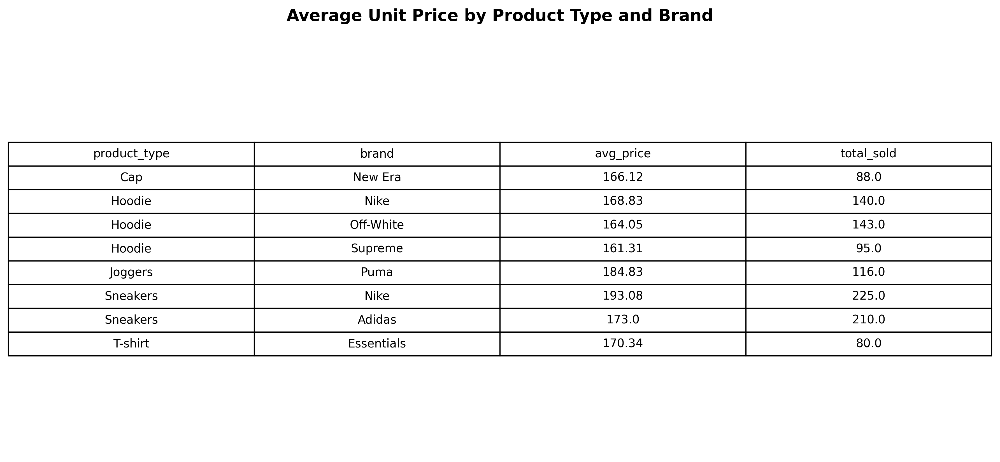 Average Unit Price by Product Type and Brand
product_type brand avg_price total_sold
Cap New Era 166.12 88.0
Hoodie Nike 168.83 140.0
Hoodie Off-White 164.05 143.0
Hoodie Supreme 161.31 95.0
Joggers Puma 184.83 116.0
Sneakers Nike 193.08 225.0
Sneakers Adidas 173.0 210.0
T-shirt Essentials 170.34 80.0